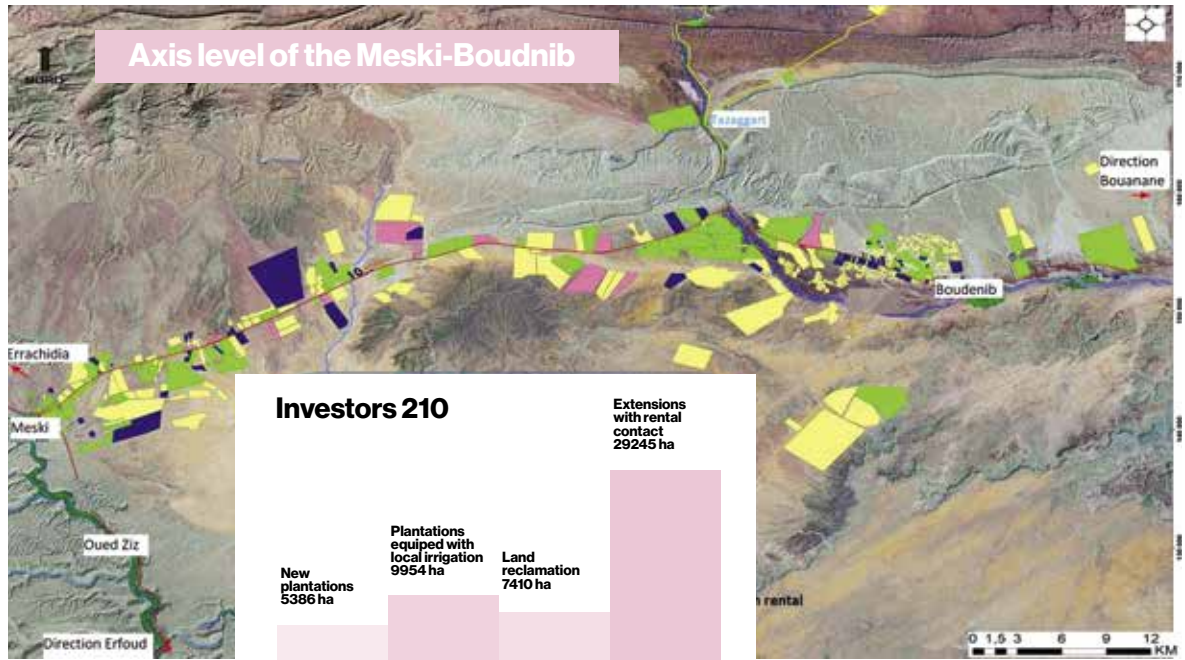 Axis level of the Meski-Boudnib
NORD
Tazaggart
Direction
Bouanane
10
Boudenib
Errachidia
Meski
Oued Ziz
Direction Erfoud
Investors 210
New
plantations
5386 ha
Plantations
equiped with
local irrigation
9954 ha
Land
reclamation
7410 ha
Extensions
with rental
contact
29245 ha
rental
0 1,5 3 6 9 12
KM